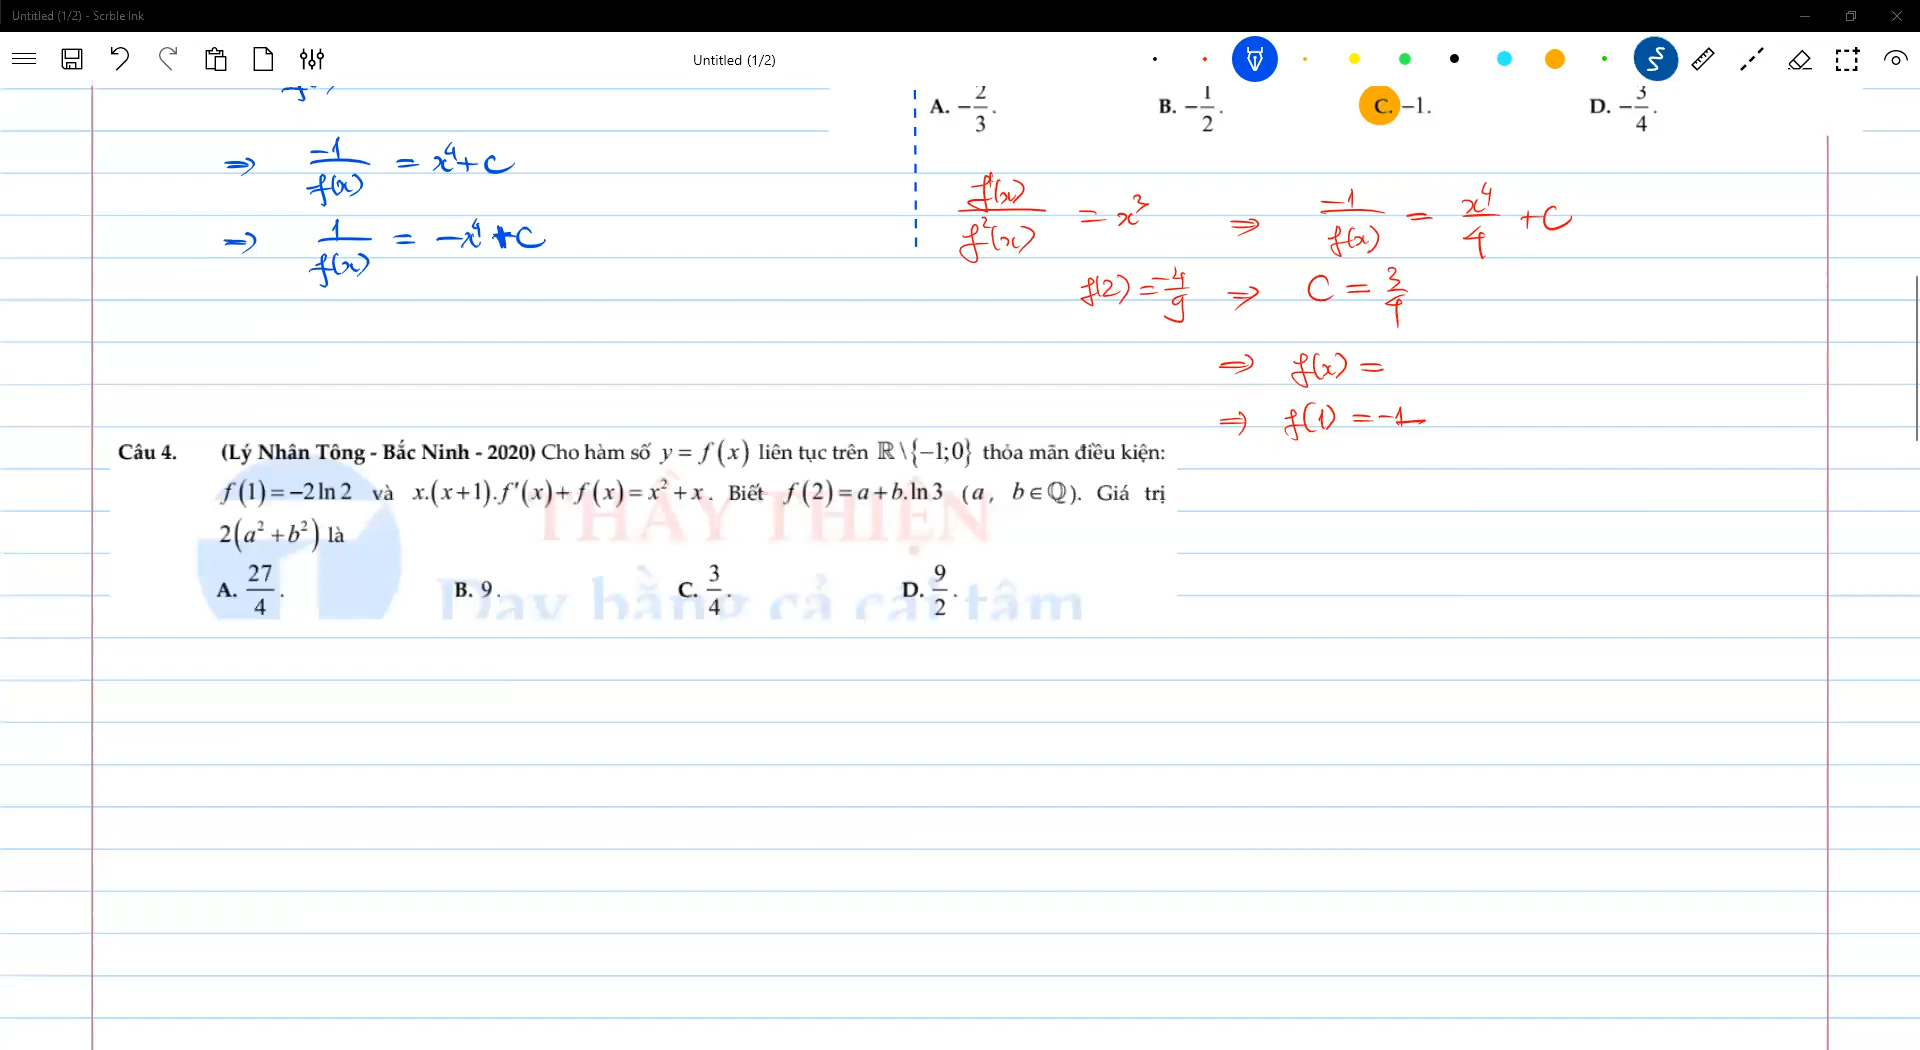 Untitled (1/2) - Scrble Ink
Untitled (1/2)
⇒ -1/f(x) = x⁴ + C
⇒ 1/f(x) = -x⁴ + C
A. -2/3. B. -1/2. C. -1. D. -3/4.
f'(x)/f²(x) = x³ ⇒ -1/f(x) = x⁴/4 + C
f(2) = -4/9 ⇒ C = 3/4
⇒ f(x) =
⇒ f(1) = -1
Câu 4. (Lý Nhân Tông - Bắc Ninh - 2020) Cho hàm số y = f(x) liên tục trên ℝ\{-1;0} thỏa mãn điều kiện:
f(1) = -2ln2 và x.(x+1).f'(x) + f(x) = x² + x. Biết f(2) = a + b.ln3 (a, b∈ℚ). Giá trị
2(a² + b²) là
A. 27/4. B. 9. C. 3/4. D. 9/2.
THẦY THIỆN
Dạy bằng cả cái tâm